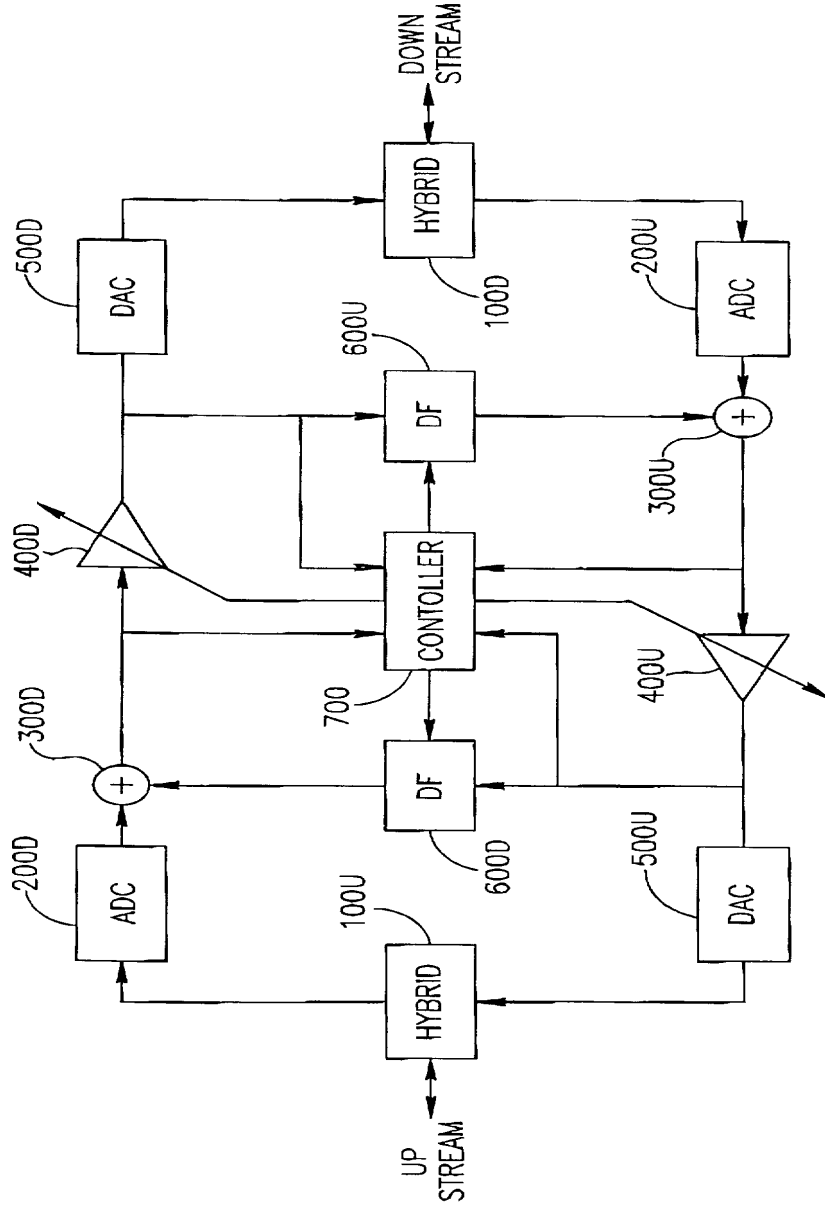 UP
STREAM
HYBRID
100U
ADC
200D
300D
400D
DAC
500D
DF
600D
CONTOLLER
700
DF
600U
HYBRID
100D
DOWN
STREAM
DAC
500U
400U
300U
ADC
200U